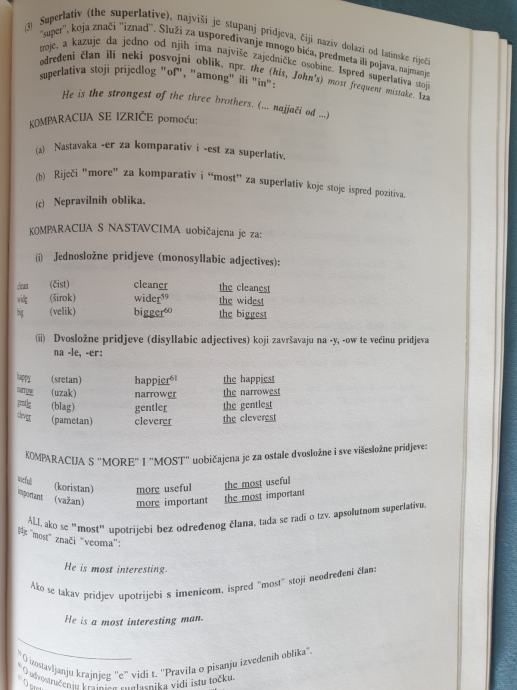 (3) Superlativ (the superlative), najviši je stupanj pridjeva, čiji naziv dolazi od latinske riječi
"super", koja znači "iznad". Služi za uspoređivanje mnogo bića, predmeta ili pojava, najmanje
troje, a kazuje da jedno od njih ima najviše zajedničke osobine. Ispred superlativa stoji
određeni član ili neki posvojni oblik, npr. the (his, John's) most frequent mistake. Iza
superlativa stoji prijedlog "of", "among" ili "in":
He is the strongest of the three brothers. (... najjači od ...)
KOMPARACIJA SE IZRIČE pomoću:
(a) Nastavaka -er za komparativ i -est za superlativ.
(b) Riječi "more" za komparativ i "most" za superlativ koje stoje ispred pozitiva.
(c) Nepravilnih oblika.
KOMPARACIJA S NASTAVCIMA uobičajena je za:
(i) Jednosložne pridjeve (monosyllabic adjectives):
clean (čist) cleaner the cleanest
wide (širok) wider⁵⁹ the widest
big (velik) bigger⁶⁰ the biggest
(ii) Dvosložne pridjeve (disyllabic adjectives) koji završavaju na -y, -ow te većinu pridjeva
na -le, -er:
happy (sretan) happier⁶¹ the happiest
narrow (uzak) narrower the narrowest
gentle (blag) gentler the gentlest
clever (pametan) cleverer the cleverest
KOMPARACIJA S "MORE" I "MOST" uobičajena je za ostale dvosložne i sve višesložne pridjeve:
useful (koristan) more useful the most useful
important (važan) more important the most important
ALI, ako se "most" upotrijebi bez određenog člana, tada se radi o tzv. apsolutnom superlativu,
gdje "most" znači "veoma":
He is most interesting.
Ako se takav pridjev upotrijebi s imenicom, ispred "most" stoji neodređeni član:
He is a most interesting man.
⁵⁹ O izostavljanju krajnjeg "e" vidi t. "Pravila o pisanju izvedenih oblika".
⁶⁰ O udvostručenju krajnjeg suglasnika vidi istu točku.